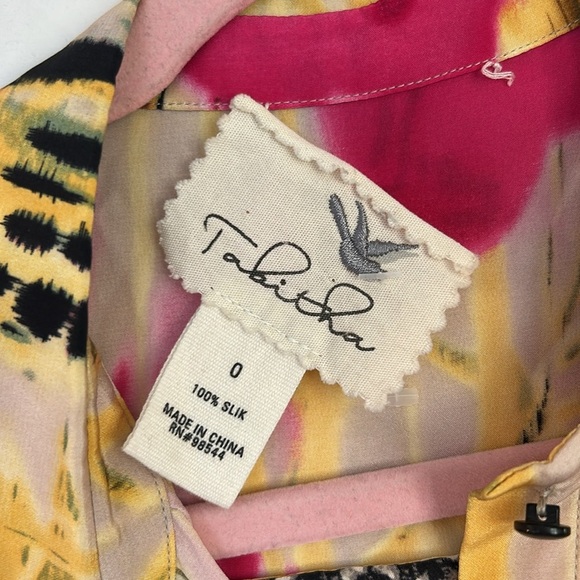 Tabitha
0
100% SLIK
MADE IN CHINA
RN#98544